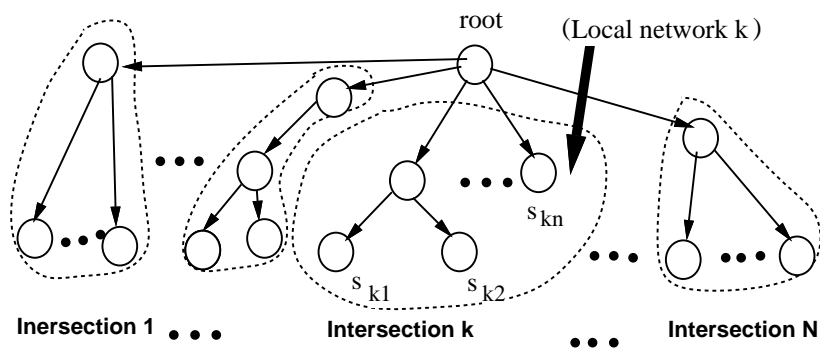 root
(Local network k )
s kn
s k1
s k2
Inersection 1
Intersection k
Intersection N